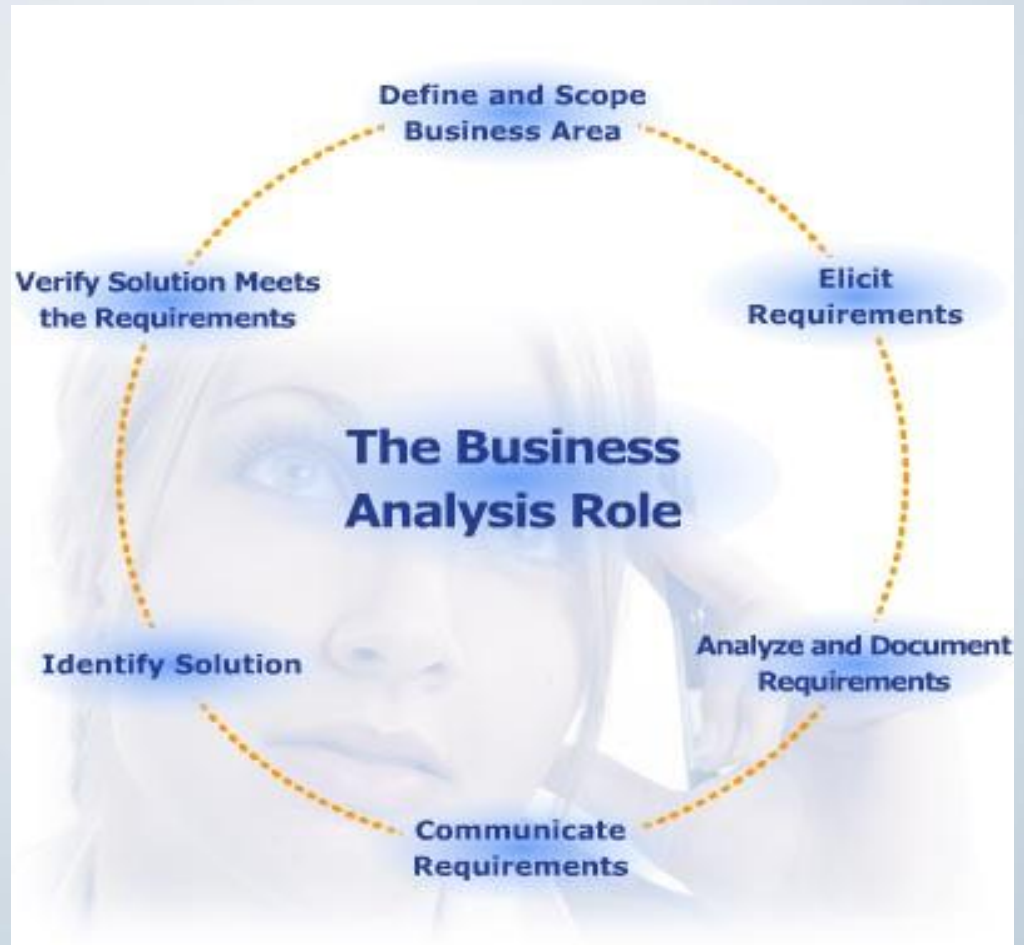 Define and Scope
Business Area
Elicit
Requirements
Analyze and Document
Requirements
Communicate
Requirements
Identify Solution
Verify Solution Meets
the Requirements
The Business
Analysis Role